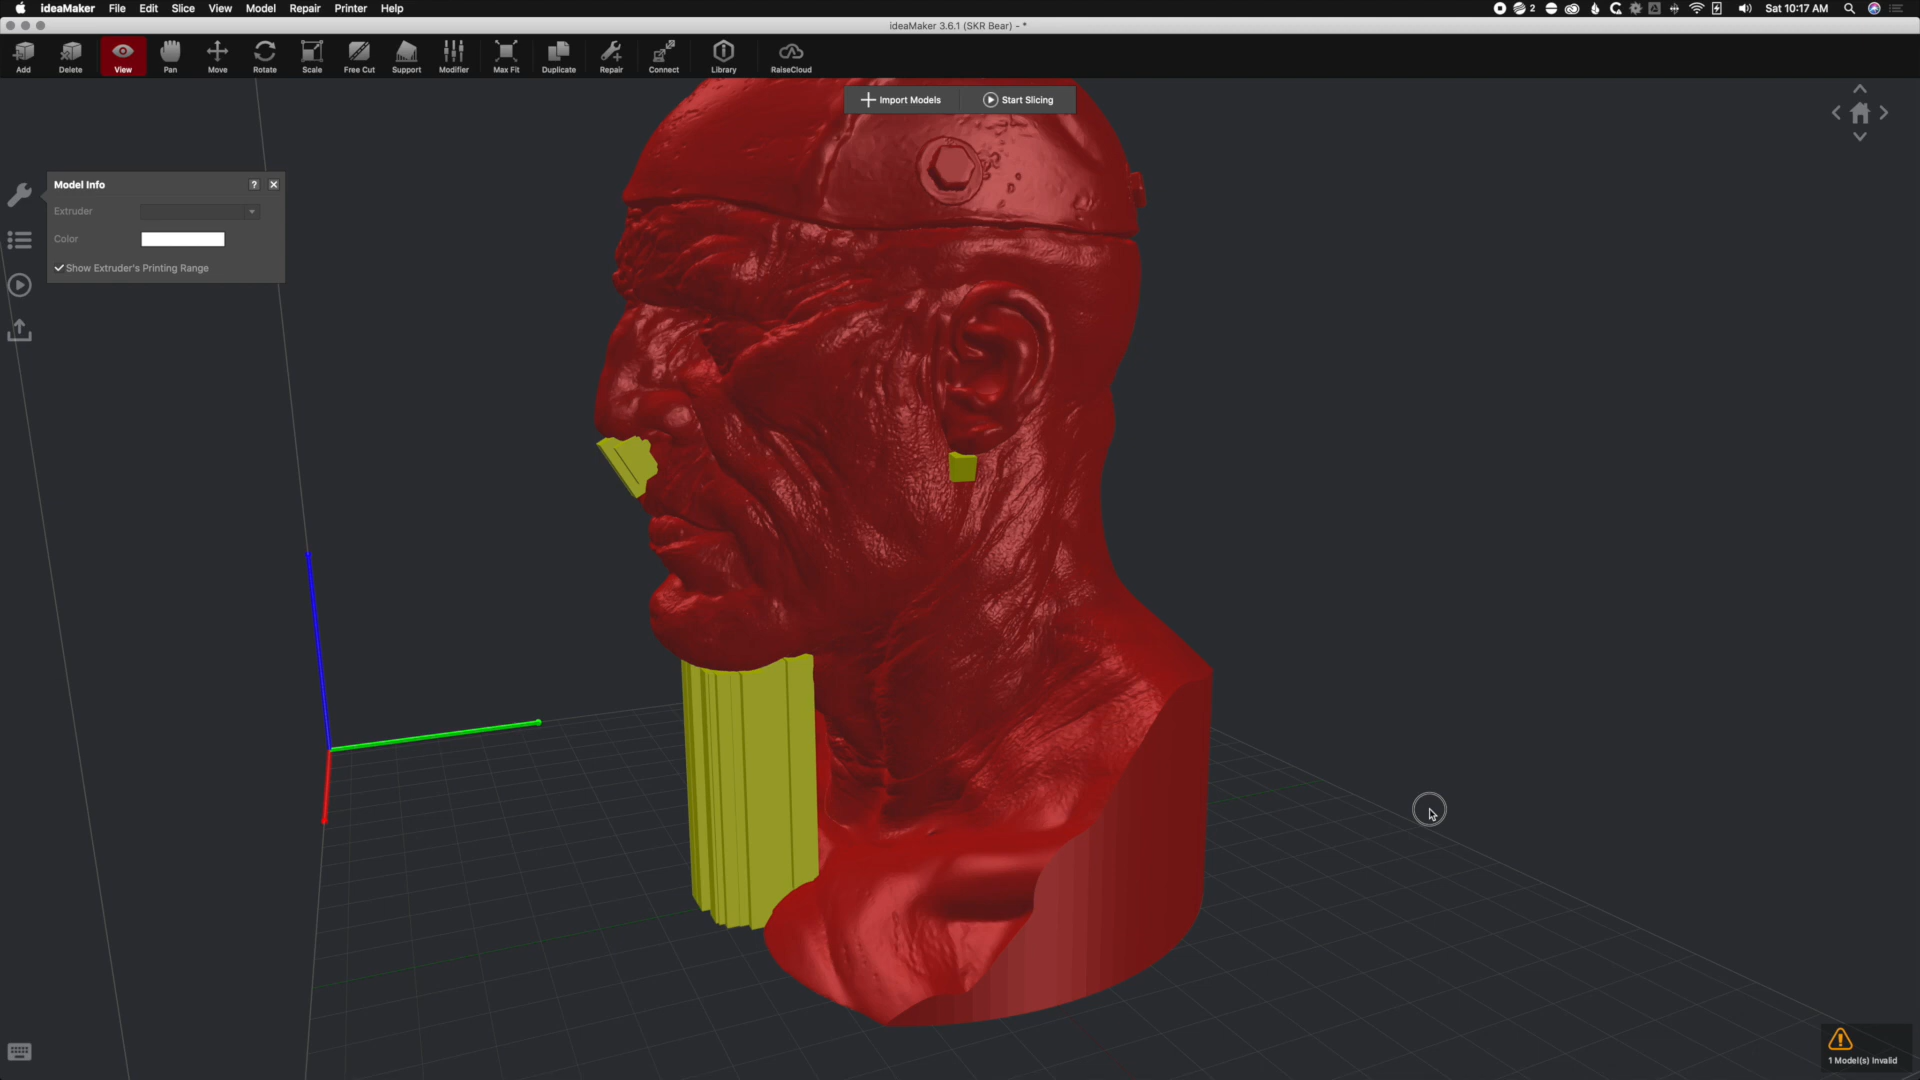 ideaMaker File Edit Slice View Model Repair Printer Help
2 Sat 10:17 AM
ideaMaker 3.6.1 (SKR Bear) - *
Add Delete View Pan Move Rotate Scale Free Cut Support Modifier Max Fit Duplicate Repair Connect Library RaiseCloud
Import Models Start Slicing
Model Info ?
Extruder
Color
Show Extruder's Printing Range
1 Model(s) Invalid